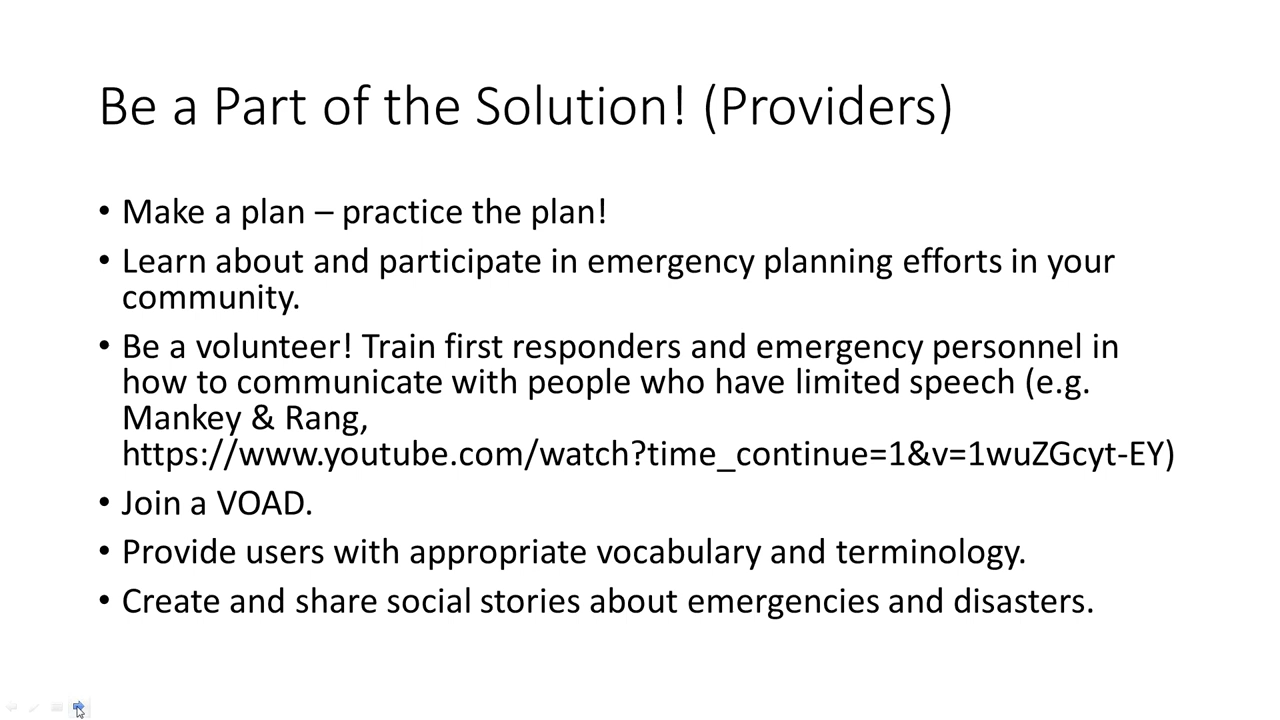 Be a Part of the Solution! (Providers)
• Make a plan – practice the plan!
• Learn about and participate in emergency planning efforts in your
community.
• Be a volunteer! Train first responders and emergency personnel in
how to communicate with people who have limited speech (e.g.
Mankey & Rang,
https://www.youtube.com/watch?time_continue=1&v=1wuZGcyt-EY)
• Join a VOAD.
• Provide users with appropriate vocabulary and terminology.
• Create and share social stories about emergencies and disasters.